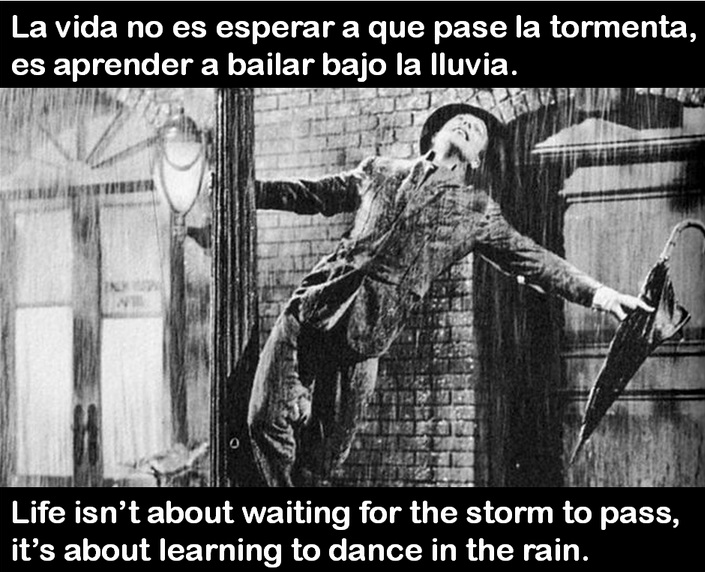 La vida no es esperar a que pase la tormenta,
es aprender a bailar bajo la lluvia.
Life isn't about waiting for the storm to pass,
it's about learning to dance in the rain.